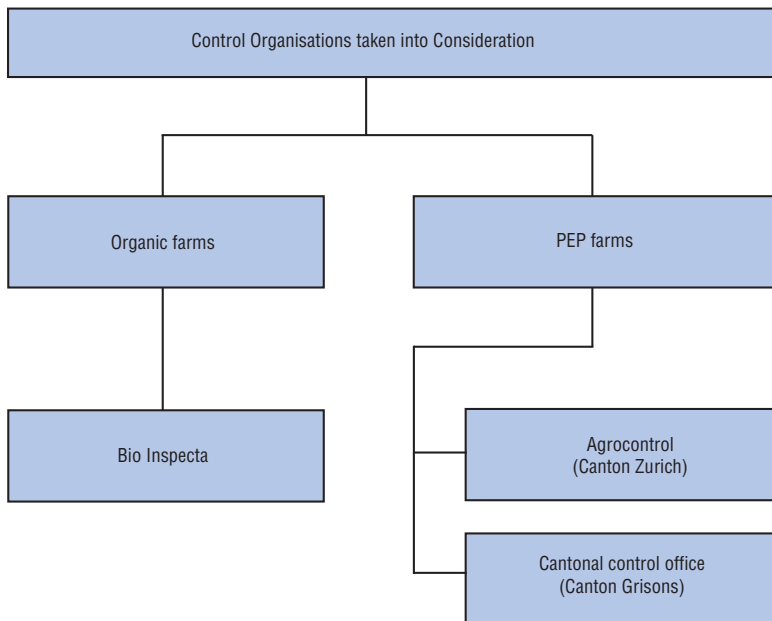 Control Organisations taken into Consideration
Organic farms
PEP farms
Bio Inspecta
Agrocontrol
(Canton Zurich)
Cantonal control office
(Canton Grisons)